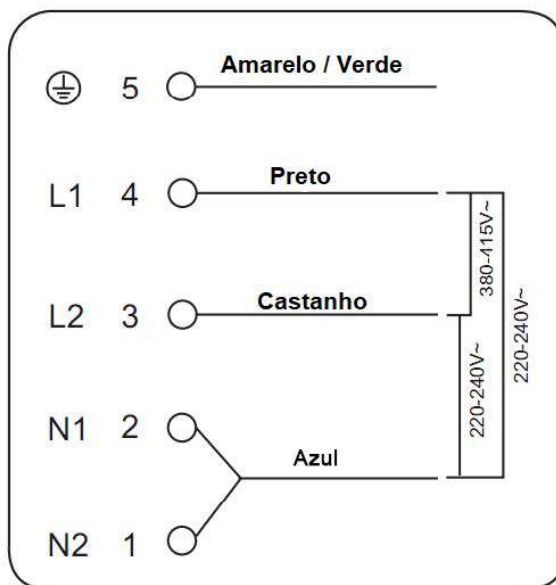 5 Amarelo / Verde
L1 4 Preto
380-415V~
220-240V~
L2 3 Castanho
220-240V~
N1 2
Azul
N2 1